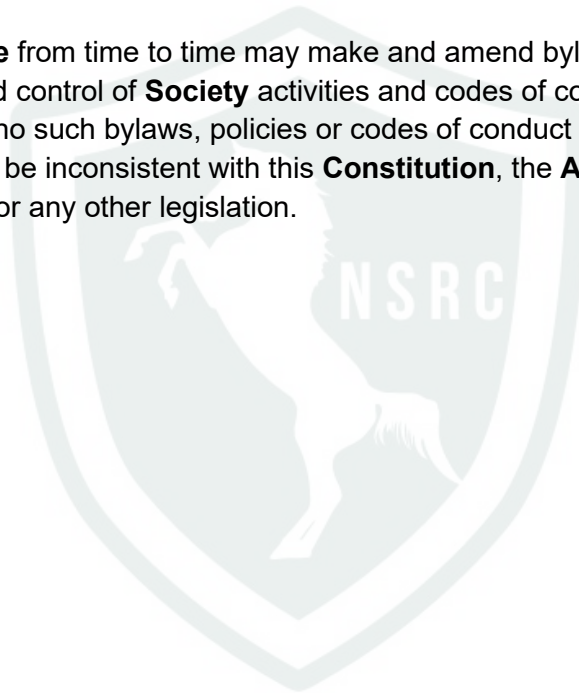 e from time to time may make and amend byl
d control of Society activities and codes of co
no such bylaws, policies or codes of conduct
be inconsistent with this Constitution, the A
or any other legislation.
NSRC